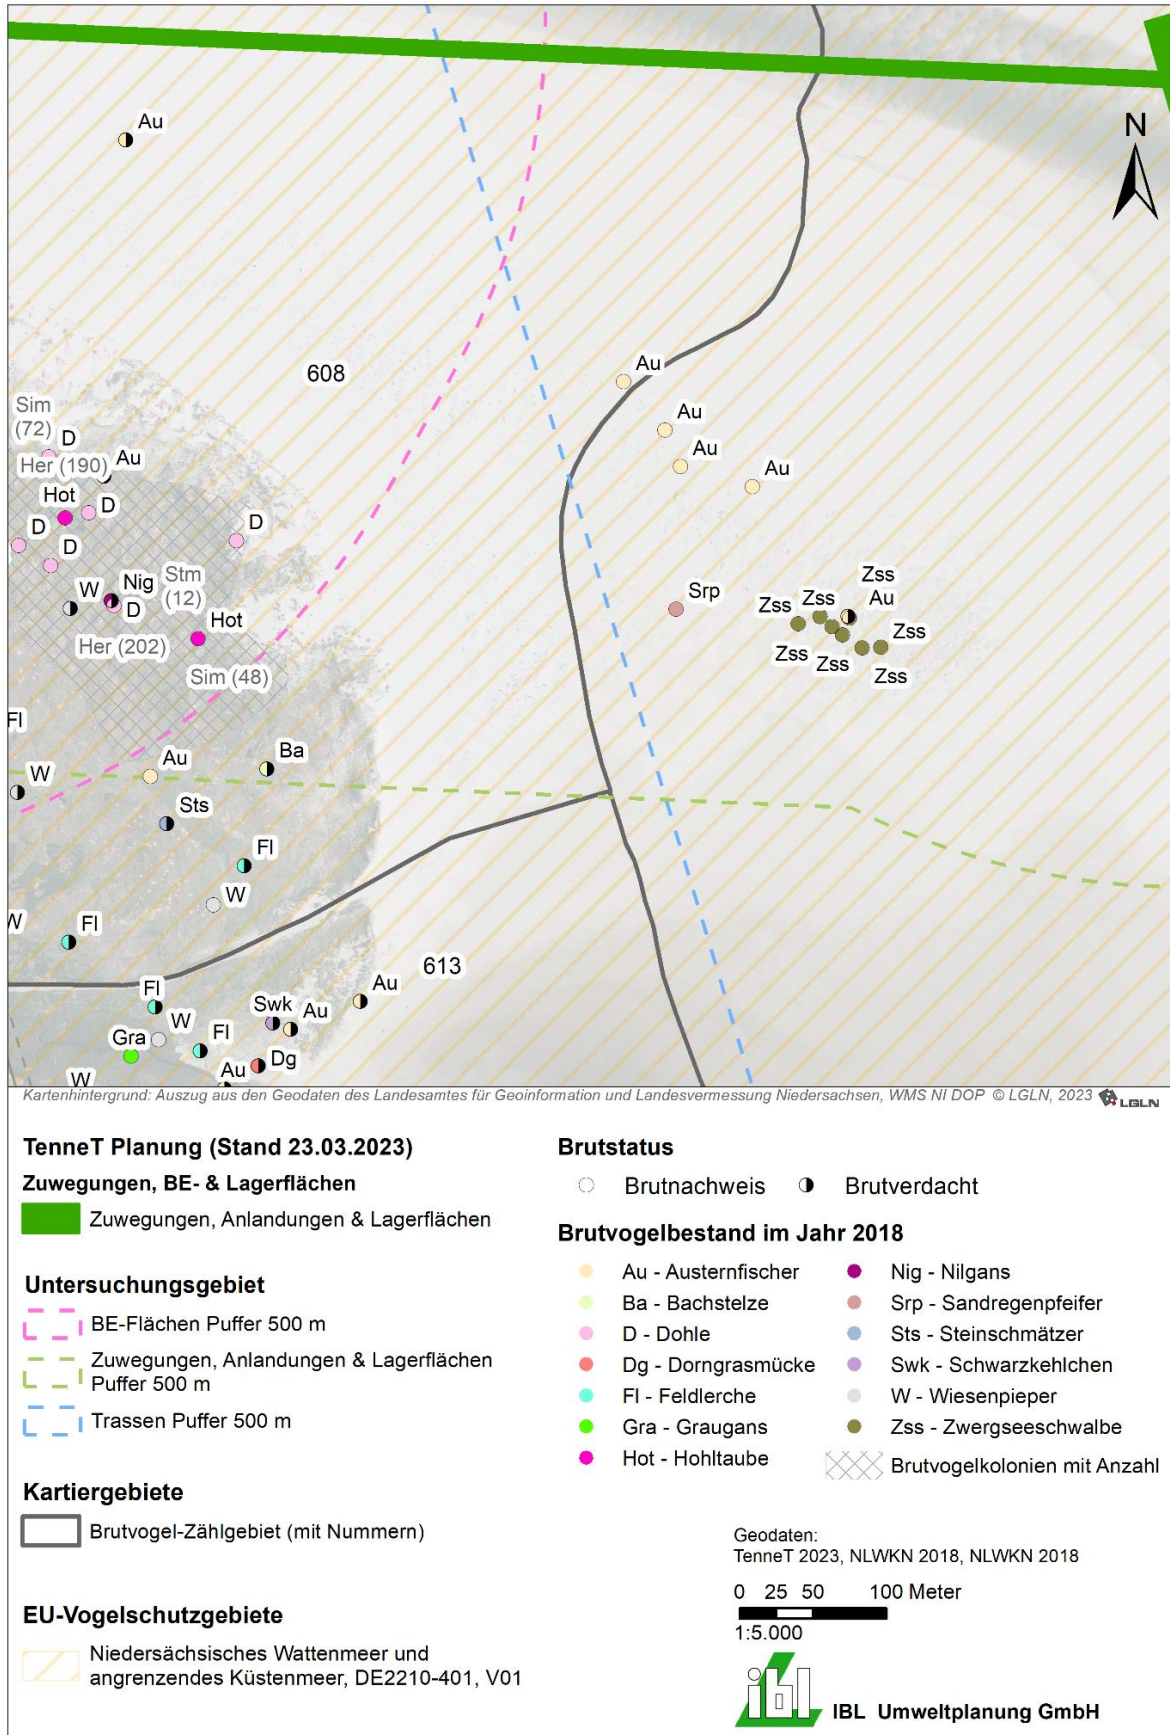 Au
N
608
Au
Au
Au
Au
Sim
(72)
D
Her (190)
Au
Hot
D
D
D
D
W
Nig
D
Stm
(12)
Hot
Her (202)
Sim (48)
Srp
Zss
Zss
Zss
Au
Zss
Zss
Zss
Zss
Fl
W
Au
Ba
Sts
Fl
W
W
Fl
613
Fl
W
Gra
Fl
Swk
Au
Au
Dg
Au
W
Kartenhintergrund: Auszug aus den Geodaten des Landesamtes für Geoinformation und Landesvermessung Niedersachsen, WMS NI DOP © LGLN, 2023 LGLN
TenneT Planung (Stand 23.03.2023)
Zuwegungen, BE- & Lagerflächen
Zuwegungen, Anlandungen & Lagerflächen
Untersuchungsgebiet
BE-Flächen Puffer 500 m
Zuwegungen, Anlandungen & Lagerflächen
Puffer 500 m
Trassen Puffer 500 m
Kartiergebiete
Brutvogel-Zählgebiet (mit Nummern)
EU-Vogelschutzgebiete
Niedersächsisches Wattenmeer und
angrenzendes Küstenmeer, DE2210-401, V01
Brutstatus
Brutnachweis
Brutverdacht
Brutvogelbestand im Jahr 2018
Au - Austernfischer
Ba - Bachstelze
D - Dohle
Dg - Dorngrasmücke
Fl - Feldlerche
Gra - Graugans
Hot - Hohltaube
Nig - Nilgans
Srp - Sandregenpfeifer
Sts - Steinschmätzer
Swk - Schwarzkehlchen
W - Wiesenpieper
Zss - Zwergseeschwalbe
Brutvogelkolonien mit Anzahl
Geodaten:
TenneT 2023, NLWKN 2018, NLWKN 2018
0 25 50 100 Meter
1:5.000
ibl
IBL Umweltplanung GmbH